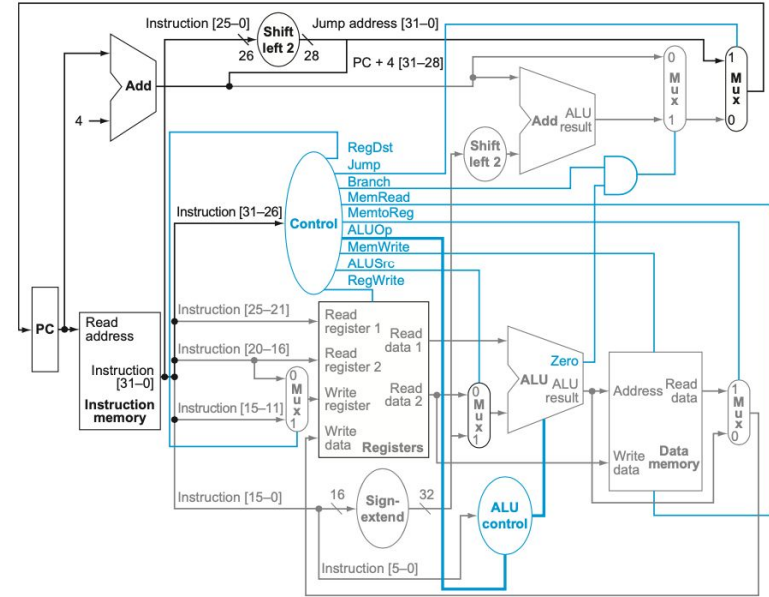 Instruction [25–0]
Shift
left 2
Jump address [31–0]
26
28
PC + 4 [31–28]
Add
4
0
M
u
x
1
1
M
u
x
0
Add
ALU
result
Shift
left 2
RegDst
Jump
Branch
MemRead
MemtoReg
ALUOp
MemWrite
ALUSrc
RegWrite
Control
Instruction [31–26]
PC
Read
address
Instruction
[31–0]
Instruction
memory
Instruction [25–21]
Instruction [20–16]
Instruction [15–11]
0
M
u
x
1
Read
register 1
Read
register 2
Write
register
Write
data
Read
data 1
Read
data 2
Registers
0
M
u
x
1
Zero
ALU
ALU
result
Address
Read
data
Write
data
Data
memory
1
M
u
x
0
Instruction [15–0]
16
Sign-
extend
32
ALU
control
Instruction [5–0]